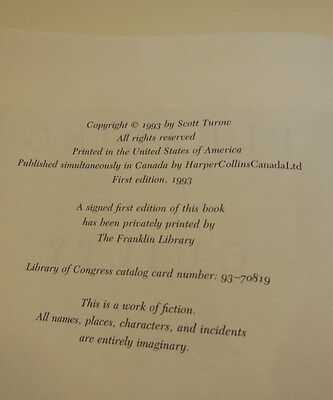 Copyright © 1993 by Scott Turow
All rights reserved
Printed in the United States of America
Published simultaneously in Canada by HarperCollinsCanadaLtd
First edition, 1993
A signed first edition of this book
has been privately printed by
The Franklin Library
Library of Congress catalog card number: 93-70819
This is a work of fiction.
All names, places, characters, and incidents
are entirely imaginary.